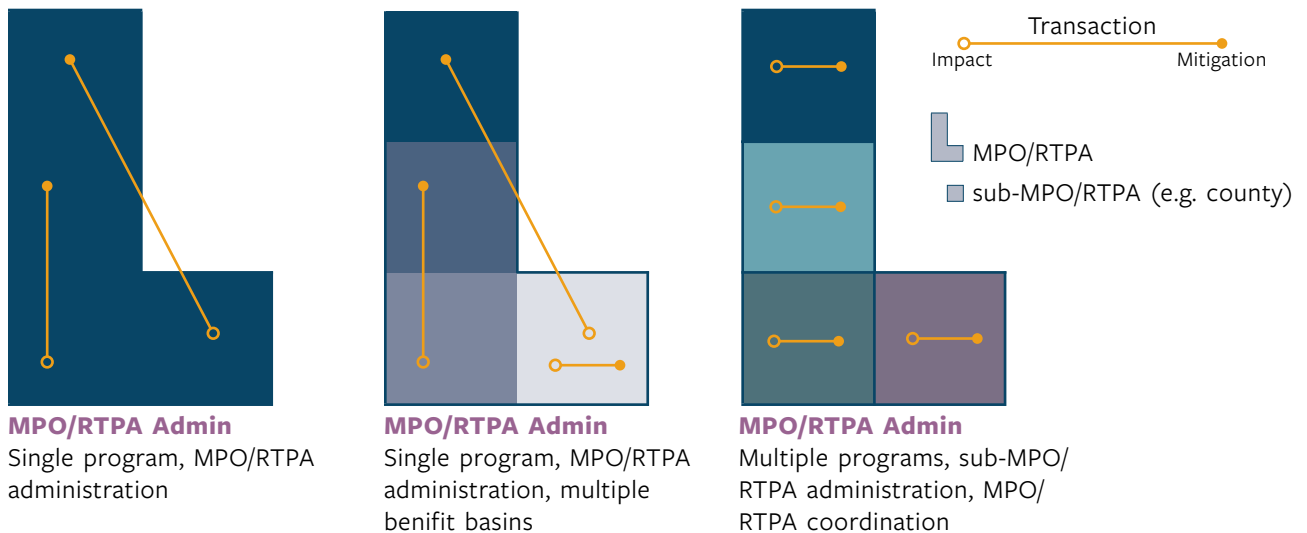 Transaction
Impact
Mitigation
MPO/RTPA
sub-MPO/RTPA (e.g. county)
MPO/RTPA Admin
Single program, MPO/RTPA
administration
MPO/RTPA Admin
Single program, MPO/RTPA
administration, multiple
benifit basins
MPO/RTPA Admin
Multiple programs, sub-MPO/
RTPA administration, MPO/
RTPA coordination